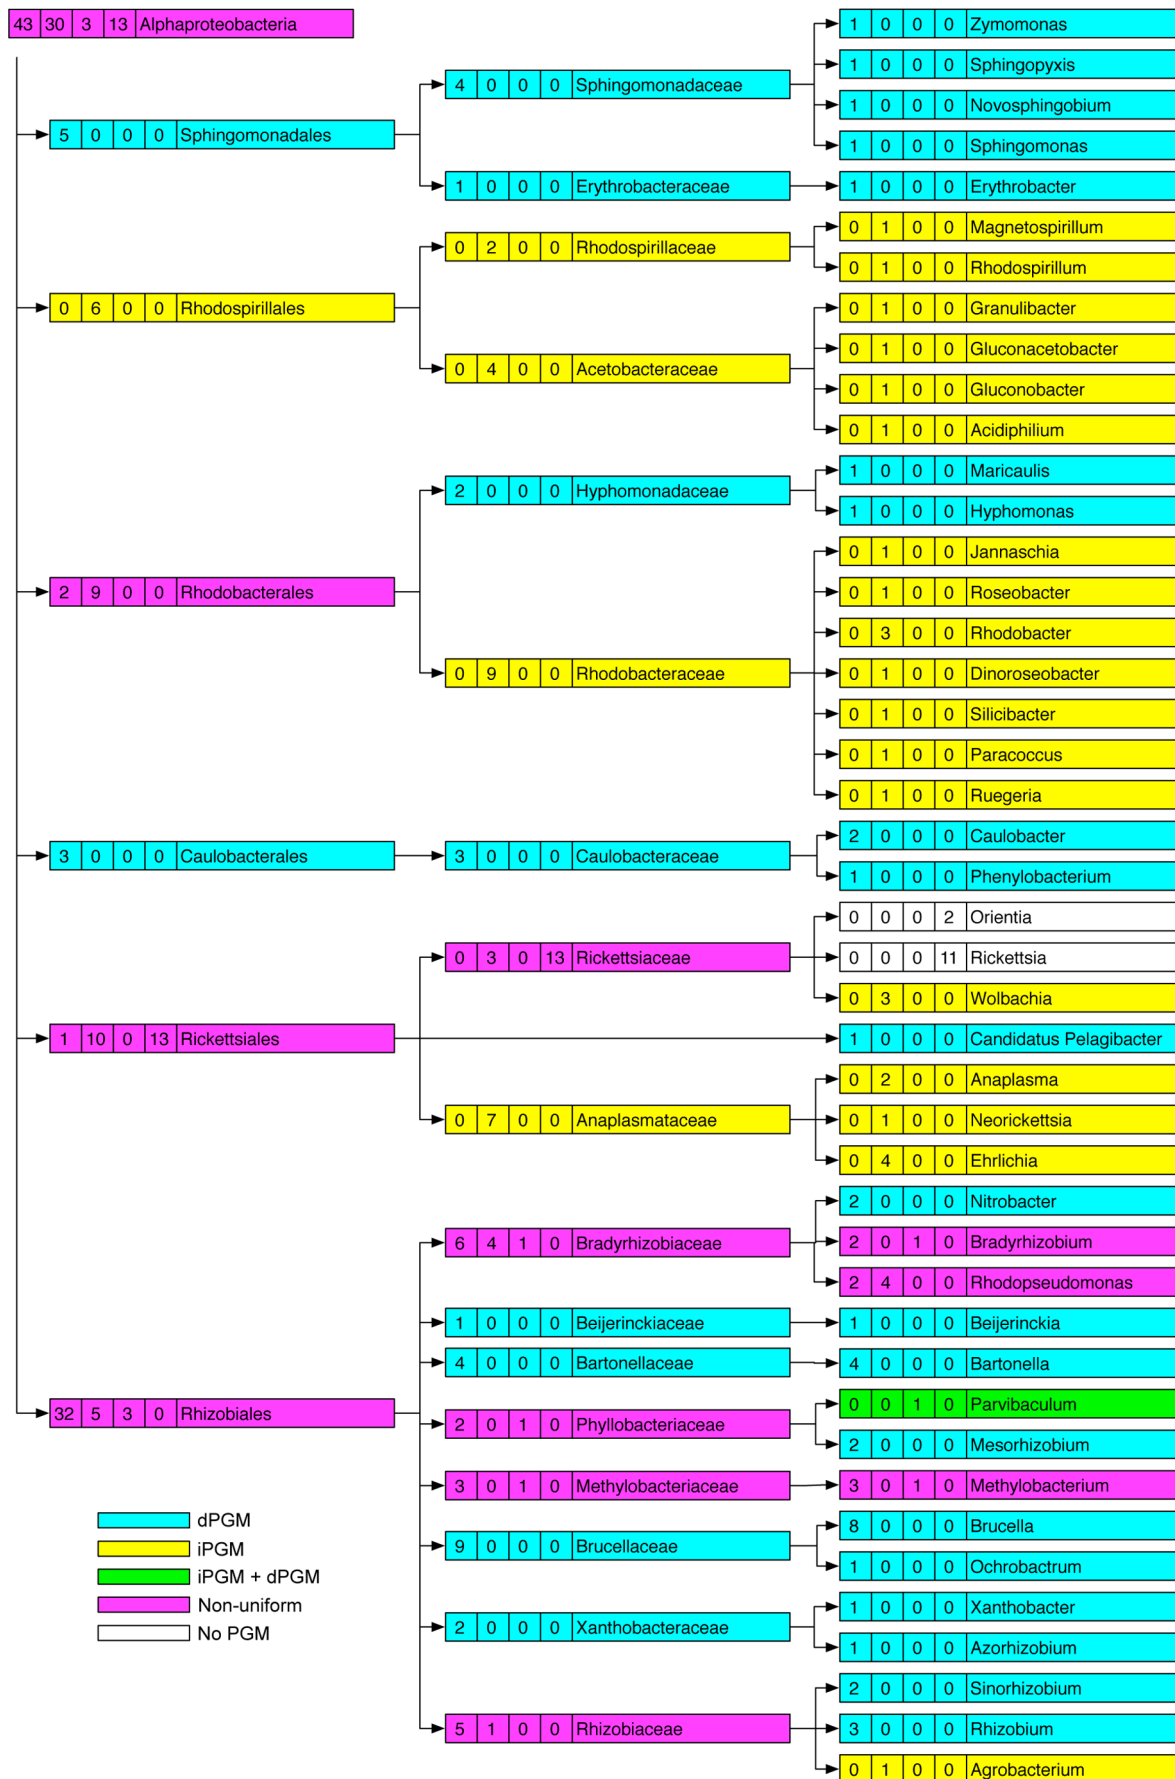 43 30 3 13 Alphaproteobacteria
1 0 0 0 Zymomonas
1 0 0 0 Sphingopyxis
4 0 0 0 Sphingomonadaceae
1 0 0 0 Novosphingobium
5 0 0 0 Sphingomonadales
1 0 0 0 Sphingomonas
1 0 0 0 Erythrobacteraceae
1 0 0 0 Erythrobacter
0 1 0 0 Magnetospirillum
0 2 0 0 Rhodospirillaceae
0 1 0 0 Rhodospirillum
0 6 0 0 Rhodospirillales
0 1 0 0 Granulibacter
0 1 0 0 Gluconacetobacter
0 4 0 0 Acetobacteraceae
0 1 0 0 Gluconobacter
0 1 0 0 Acidiphilium
1 0 0 0 Maricaulis
2 0 0 0 Hyphomonadaceae
1 0 0 0 Hyphomonas
0 1 0 0 Jannaschia
2 9 0 0 Rhodobacterales
0 1 0 0 Roseobacter
0 3 0 0 Rhodobacter
0 9 0 0 Rhodobacteraceae
0 1 0 0 Dinoroseobacter
0 1 0 0 Silicibacter
0 1 0 0 Paracoccus
0 1 0 0 Ruegeria
2 0 0 0 Caulobacter
3 0 0 0 Caulobacterales
3 0 0 0 Caulobacteraceae
1 0 0 0 Phenylobacterium
0 0 0 2 Orientia
0 3 0 13 Rickettsiaceae
0 0 0 11 Rickettsia
0 3 0 0 Wolbachia
1 10 0 13 Rickettsiales
1 0 0 0 Candidatus Pelagibacter
0 2 0 0 Anaplasma
0 7 0 0 Anaplasmataceae
0 1 0 0 Neorickettsia
0 4 0 0 Ehrlichia
2 0 0 0 Nitrobacter
6 4 1 0 Bradyrhizobiaceae
2 0 1 0 Bradyrhizobium
2 4 0 0 Rhodopseudomonas
1 0 0 0 Beijerinckiaceae
1 0 0 0 Beijerinckia
4 0 0 0 Bartonellaceae
4 0 0 0 Bartonella
32 5 3 0 Rhizobiales
0 0 1 0 Parvibaculum
2 0 1 0 Phyllobacteriaceae
2 0 0 0 Mesorhizobium
3 0 1 0 Methylobacteriaceae
3 0 1 0 Methylobacterium
dPGM
8 0 0 0 Brucella
iPGM
9 0 0 0 Brucellaceae
1 0 0 0 Ochrobactrum
iPGM + dPGM
Non-uniform
1 0 0 0 Xanthobacter
2 0 0 0 Xanthobacteraceae
No PGM
1 0 0 0 Azorhizobium
2 0 0 0 Sinorhizobium
5 1 0 0 Rhizobiaceae
3 0 0 0 Rhizobium
0 1 0 0 Agrobacterium